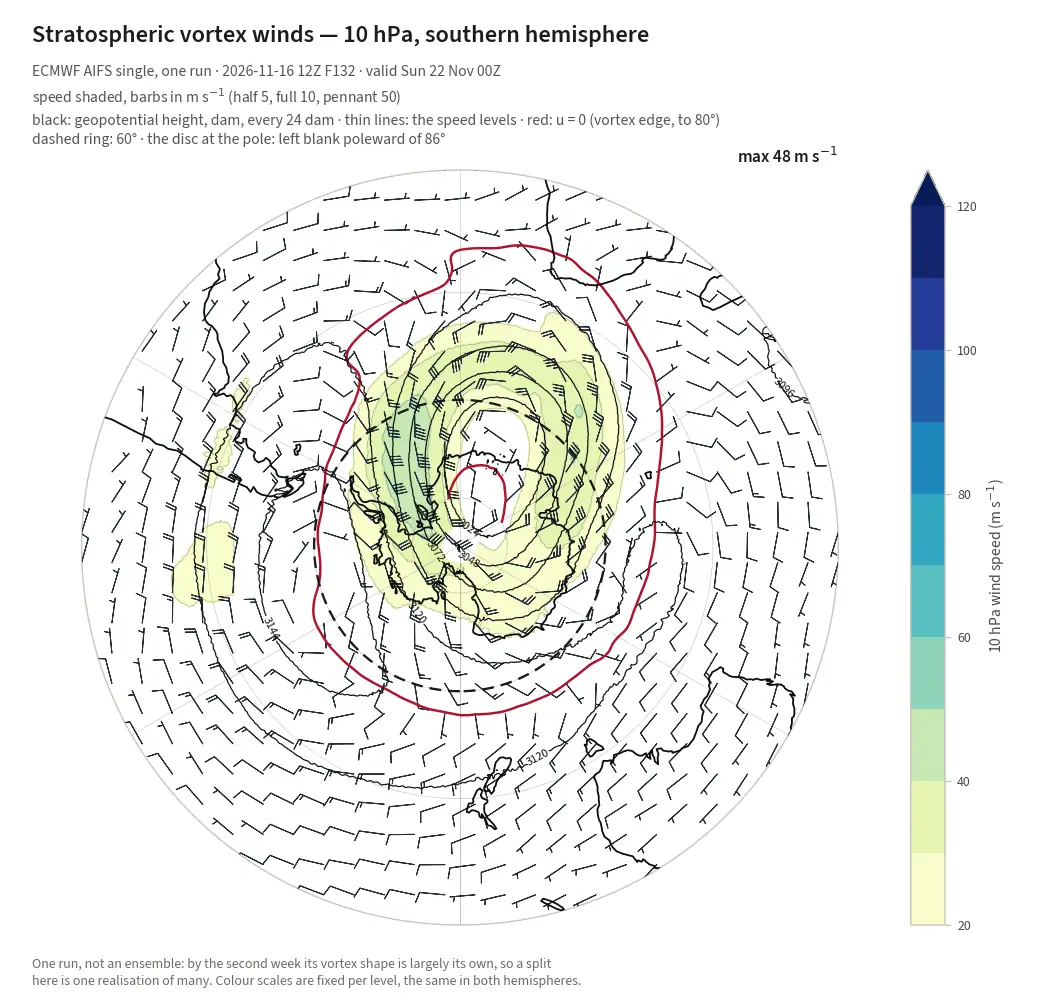 Stratospheric vortex winds — 10 hPa, southern hemisphere
ECMWF AIFS single, one run · 2026-11-16 12Z F132 · valid Sun 22 Nov 00Z
speed shaded, barbs in m s⁻¹ (half 5, full 10, pennant 50)
black: geopotential height, dam, every 24 dam · thin lines: the speed levels · red: u = 0 (vortex edge, to 80°)
dashed ring: 60° · the disc at the pole: left blank poleward of 86°
max 48 m s⁻¹
120
100
80
60
40
20
10 hPa wind speed (m s⁻¹)
3096
3024
3048
3072
3120
3144
3120
One run, not an ensemble: by the second week its vortex shape is largely its own, so a split
here is one realisation of many. Colour scales are fixed per level, the same in both hemispheres.